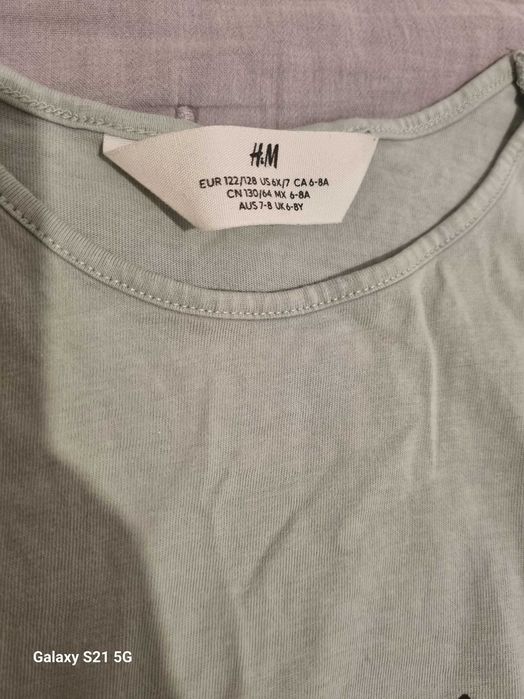 H&M
EUR 122/128 US 6X/7 CA 6-8A
CN 130/64 MX 6-8A
AUS 7-8 UK 6-8Y
Galaxy S21 5G